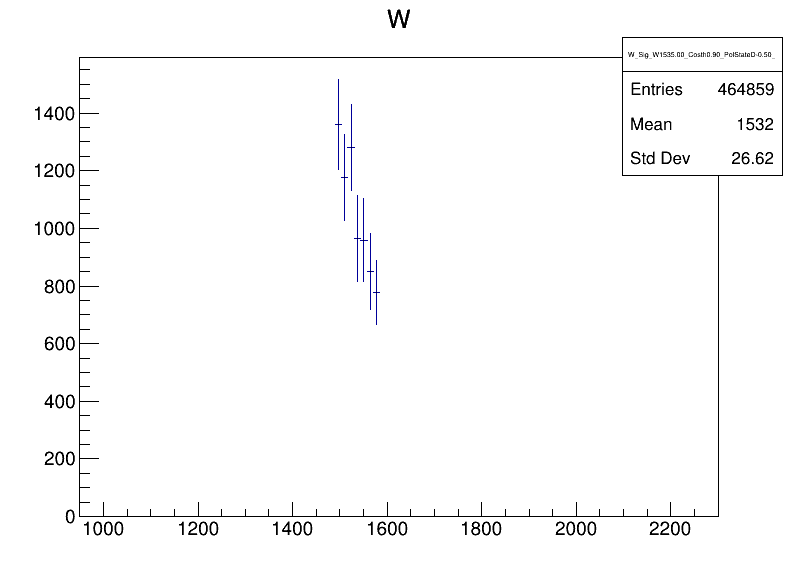 W
W_Sig_W1535.00_Costh0.90_PolStateD-0.50_
Entries 464859
Mean 1532
Std Dev 26.62
1400
1200
1000
800
600
400
200
0
1000 1200 1400 1600 1800 2000 2200